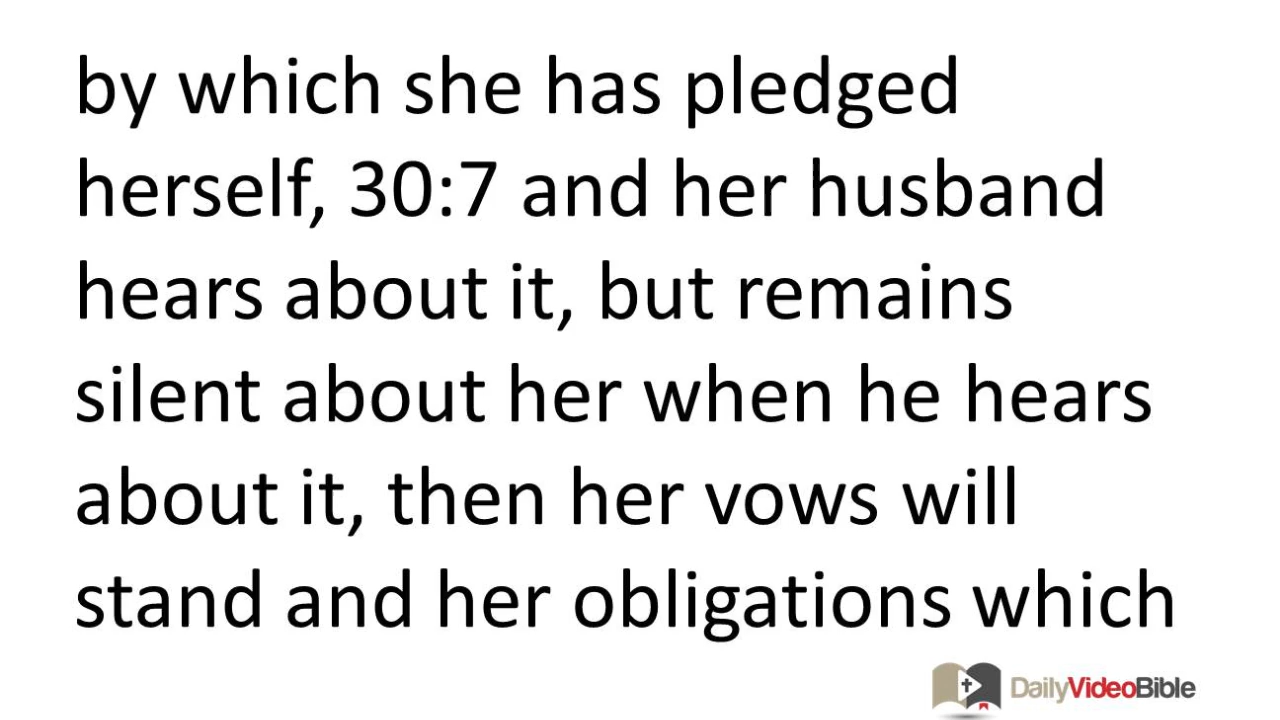 by which she has pledged
herself, 30:7 and her husband
hears about it, but remains
silent about her when he hears
about it, then her vows will
stand and her obligations which
DailyVideoBible